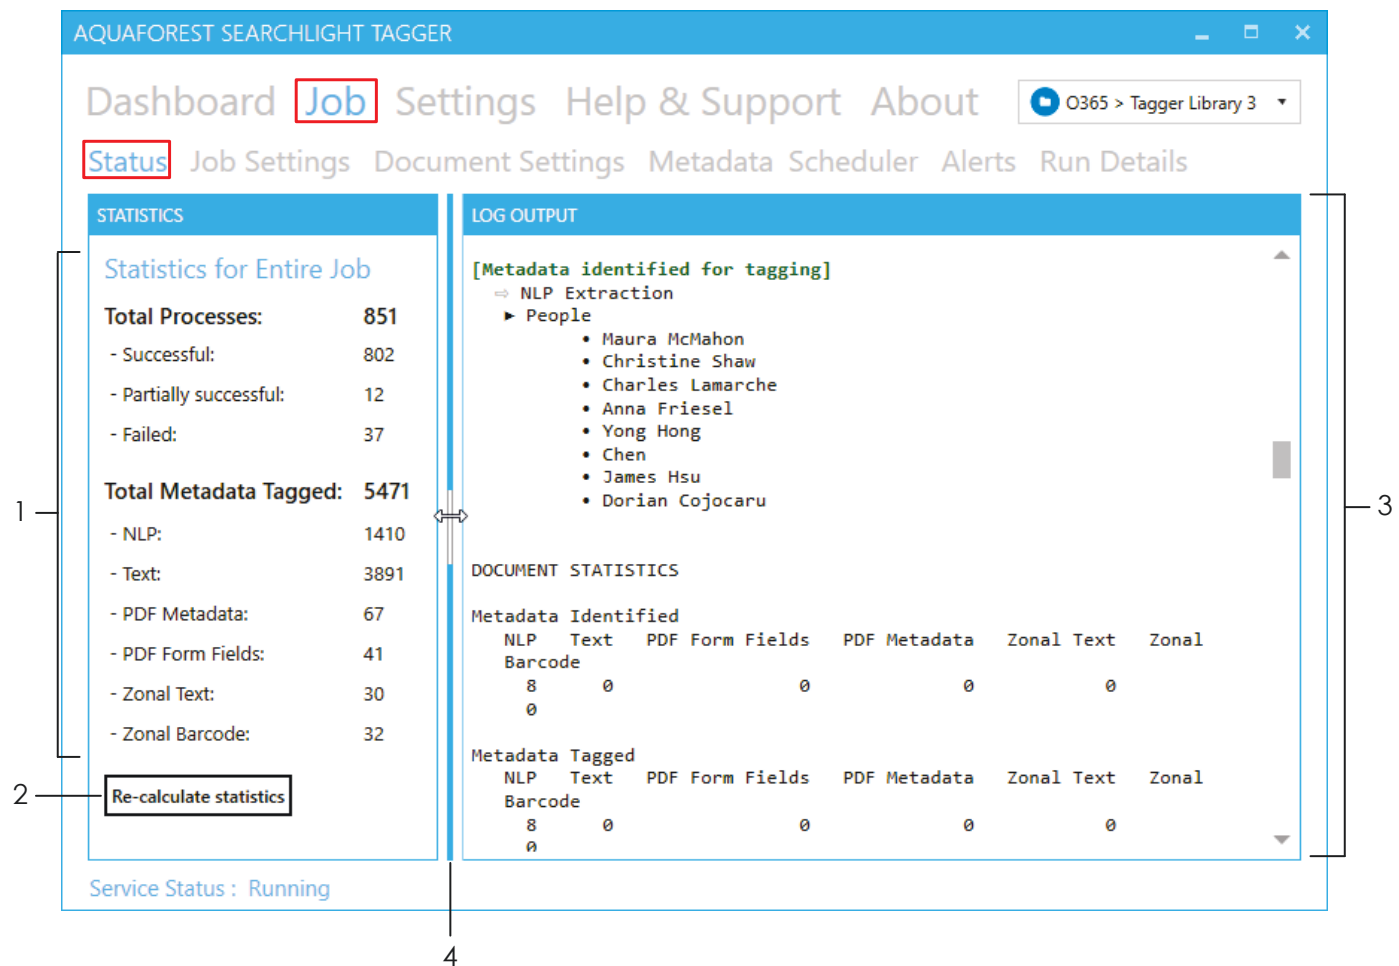 AQUAFOREST SEARCHLIGHT TAGGER
Dashboard Job Settings Help & Support About O365 > Tagger Library 3
Status Job Settings Document Settings Metadata Scheduler Alerts Run Details
STATISTICS
Statistics for Entire Job
Total Processes: 851
- Successful: 802
- Partially successful: 12
- Failed: 37
Total Metadata Tagged: 5471
- NLP: 1410
- Text: 3891
- PDF Metadata: 67
- PDF Form Fields: 41
- Zonal Text: 30
- Zonal Barcode: 32
Re-calculate statistics
LOG OUTPUT
[Metadata identified for tagging]
⇨ NLP Extraction
► People
• Maura McMahon
• Christine Shaw
• Charles Lamarche
• Anna Friesel
• Yong Hong
• Chen
• James Hsu
• Dorian Cojocaru
DOCUMENT STATISTICS
Metadata Identified
NLP Text PDF Form Fields PDF Metadata Zonal Text Zonal
Barcode
8 0 0 0 0
0
Metadata Tagged
NLP Text PDF Form Fields PDF Metadata Zonal Text Zonal
Barcode
8 0 0 0 0
0
Service Status : Running
1
2
3
4